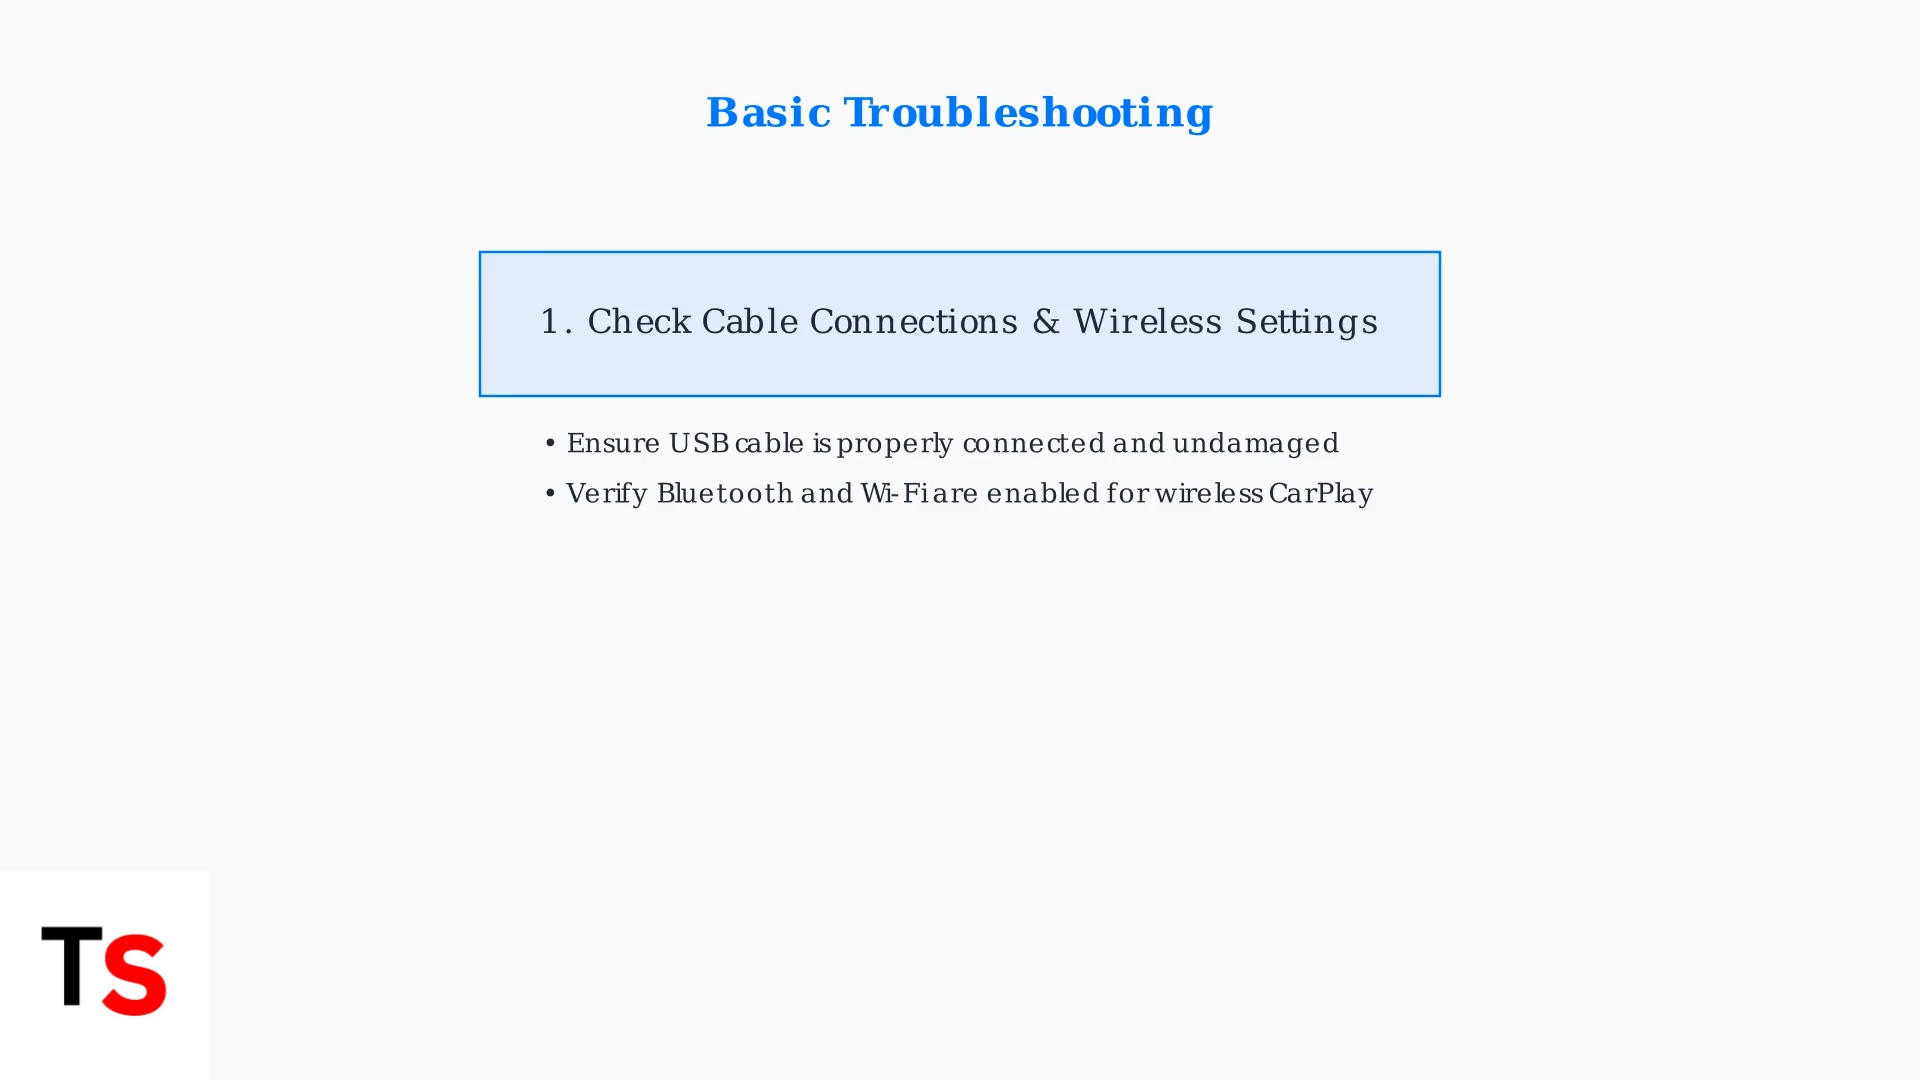 Basic Troubleshooting
1. Check Cable Connections & Wireless Settings
• Ensure USB cable is properly connected and undamaged
• Verify Bluetooth and Wi-Fi are enabled for wireless CarPlay
TS